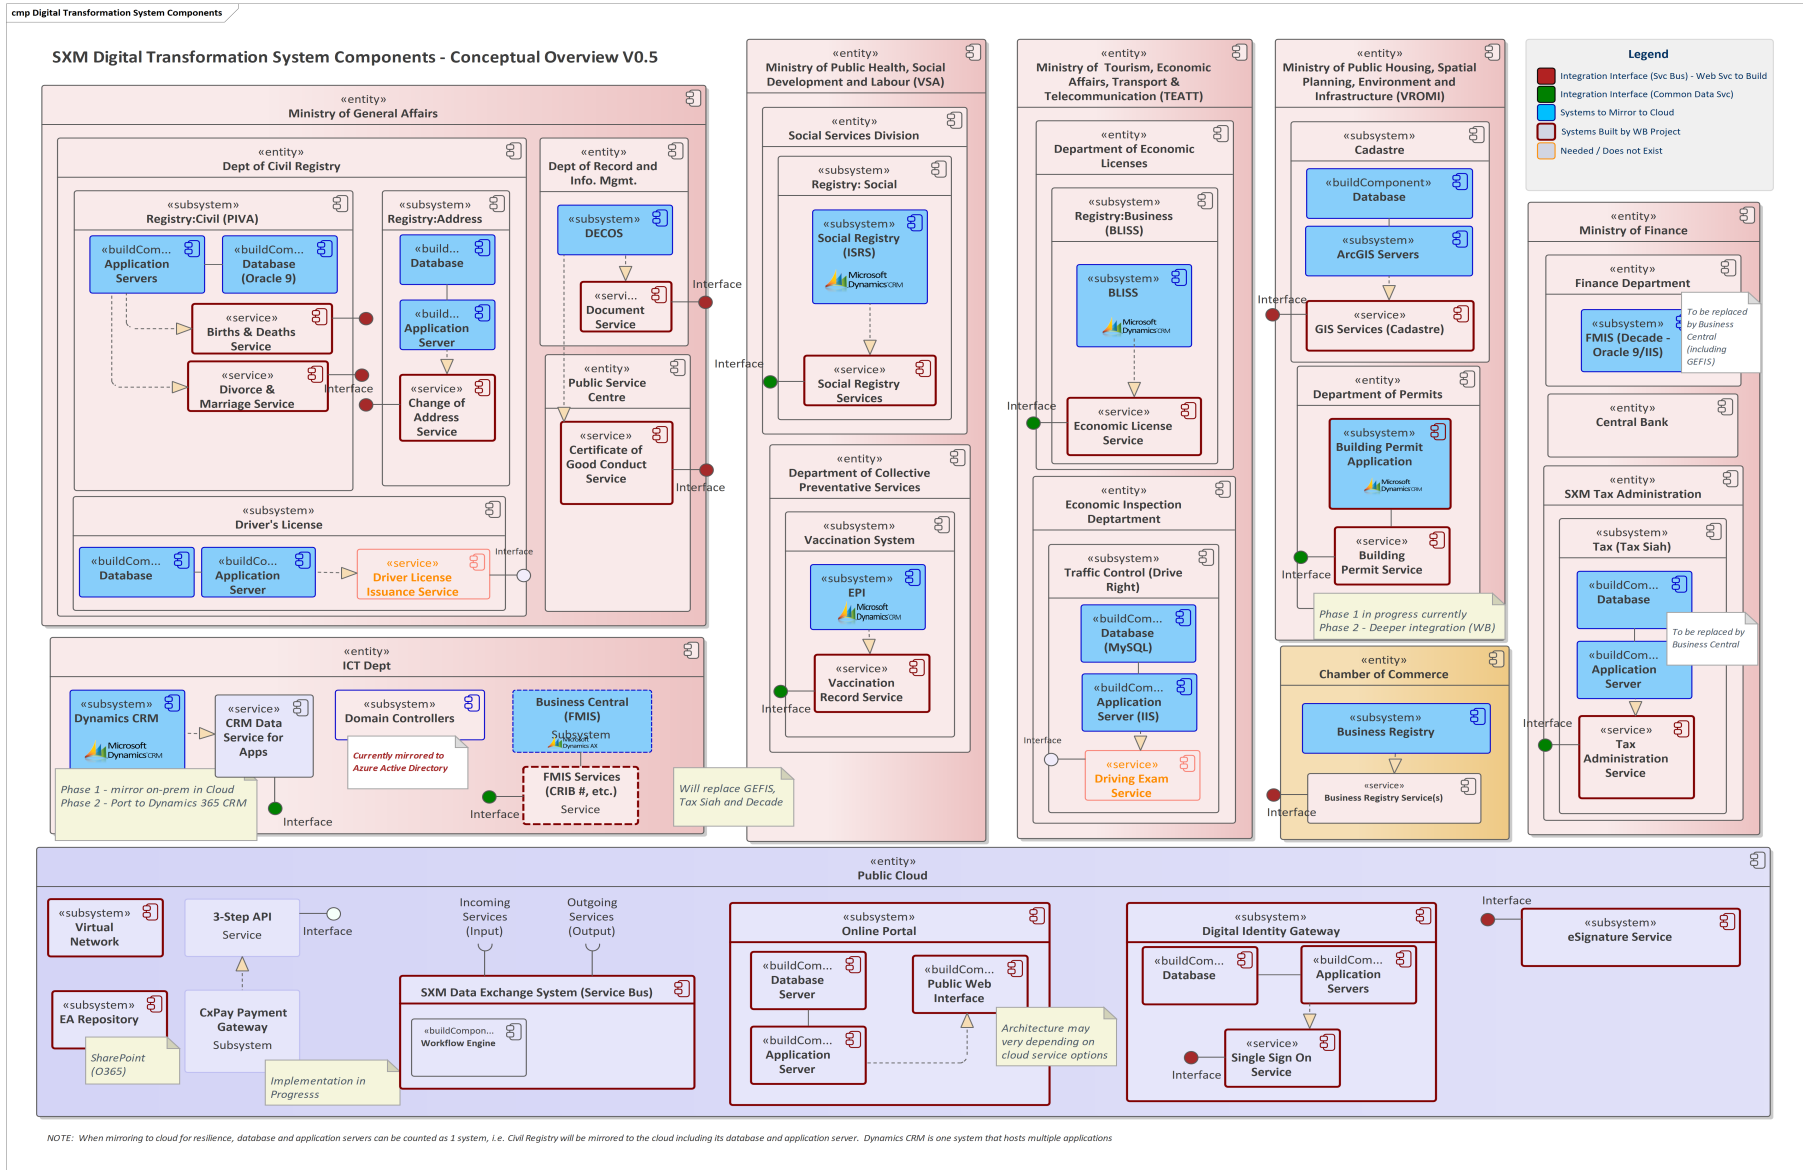 cmp Digital Transformation System Components
SXM Digital Transformation System Components - Conceptual Overview V0.5
«entity»
Ministry of General Affairs
«entity»
Dept of Civil Registry
«subsystem»
Registry:Civil (PIVA)
«buildCom...
Application
Servers
«buildCom...
Database
(Oracle 9)
«service»
Births & Deaths
Service
«service»
Divorce &
Marriage Service
Interface
«subsystem»
Registry:Address
«build...
Database
«build...
Application
Server
«service»
Change of
Address
Service
«subsystem»
Driver's License
«buildCom...
Database
«buildCo...
Application
Server
«service»
Driver License
Issuance Service
Interface
«entity»
Dept of Record and
Info. Mgmt.
«subsystem»
DECOS
«servi...
Document
Service
Interface
«entity»
Public Service
Centre
«service»
Certificate of
Good Conduct
Service
Interface
«entity»
ICT Dept
«subsystem»
Dynamics CRM
Microsoft
DynamicsCRM
Phase 1 - mirror on-prem in Cloud
Phase 2 - Port to Dynamics 365 CRM
«service»
CRM Data
Service for
Apps
Interface
«subsystem»
Domain Controllers
Currently mirrored to
Azure Active Directory
Business Central
(FMIS)
Subsystem
Microsoft
Dynamics AX
FMIS Services
(CRIB #, etc.)
Service
Interface
Will replace GEFIS,
Tax Siah and Decade
«entity»
Ministry of Public Health, Social
Development and Labour (VSA)
«entity»
Social Services Division
«subsystem»
Registry: Social
«subsystem»
Social Registry
(ISRS)
Microsoft
DynamicsCRM
«service»
Social Registry
Services
Interface
«entity»
Department of Collective
Preventative Services
«subsystem»
Vaccination System
«subsystem»
EPI
Microsoft
DynamicsCRM
«service»
Vaccination
Record Service
Interface
«entity»
Ministry of  Tourism, Economic
Affairs, Transport &
Telecommunication (TEATT)
«entity»
Department of Economic
Licenses
«subsystem»
Registry:Business
(BLISS)
«subsystem»
BLISS
Microsoft
DynamicsCRM
«service»
Economic License
Service
Interface
«entity»
Economic Inspection
Deptartment
«subsystem»
Traffic Control (Drive
Right)
«buildCom...
Database
(MySQL)
«buildCom...
Application
Server (IIS)
«service»
Driving Exam
Service
Interface
«entity»
Ministry of Public Housing, Spatial
Planning, Environment and
Infrastructure (VROMI)
«subsystem»
Cadastre
«buildComponent»
Database
«subsystem»
ArcGIS Servers
«service»
GIS Services (Cadastre)
Interface
«entity»
Department of Permits
«subsystem»
Building Permit
Application
Microsoft
DynamicsCRM
«service»
Building
Permit Service
Interface
Phase 1 in progress currently
Phase 2 - Deeper integration (WB)
«entity»
Chamber of Commerce
«subsystem»
Business Registry
«service»
Business Registry Service(s)
Interface
Legend
Integration Interface (Svc Bus) - Web Svc to Build
Integration Interface (Common Data Svc)
Systems to Mirror to Cloud
Systems Built by WB Project
Needed / Does not Exist
«entity»
Ministry of Finance
«entity»
Finance Department
«subsystem»
FMIS (Decade -
Oracle 9/IIS)
To be replaced
by Business
Central
(including
GEFIS)
«entity»
Central Bank
«entity»
SXM Tax Administration
«subsystem»
Tax (Tax Siah)
«buildCom...
Database
To be replaced by
Business Central
«buildCom...
Application
Server
«service»
Tax
Administration
Service
Interface
«entity»
Public Cloud
«subsystem»
Virtual
Network
3-Step API
Service
Interface
«subsystem»
EA Repository
SharePoint
(O365)
CxPay Payment
Gateway
Subsystem
Implementation in
Progresss
Incoming
Services
(Input)
Outgoing
Services
(Output)
SXM Data Exchange System (Service Bus)
«buildCompon...
Workflow Engine
«subsystem»
Online Portal
«buildCom...
Database
Server
«buildCom...
Public Web
Interface
«buildCom...
Application
Server
Architecture may
very depending on
cloud service options
«subsystem»
Digital Identity Gateway
«buildCom...
Database
«buildCom...
Application
Servers
«service»
Single Sign On
Service
Interface
Interface
«subsystem»
eSignature Service
NOTE:  When mirroring to cloud for resilience, database and application servers can be counted as 1 system, i.e. Civil Registry will be mirrored to the cloud including its database and application server.  Dynamics CRM is one system that hosts multiple applications